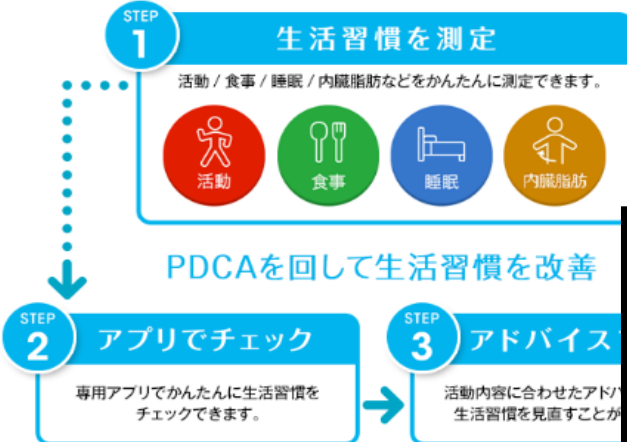 STEP
1
生活習慣を測定
活動 / 食事 / 睡眠 / 内臓脂肪などをかんたんに測定できます。
活動
食事
睡眠
内臓脂肪
PDCAを回して生活習慣を改善
STEP
2
アプリでチェック
専用アプリでかんたんに生活習慣を
チェックできます。
STEP
3
アドバイス
活動内容に合わせたアド
生活習慣を見直すことが